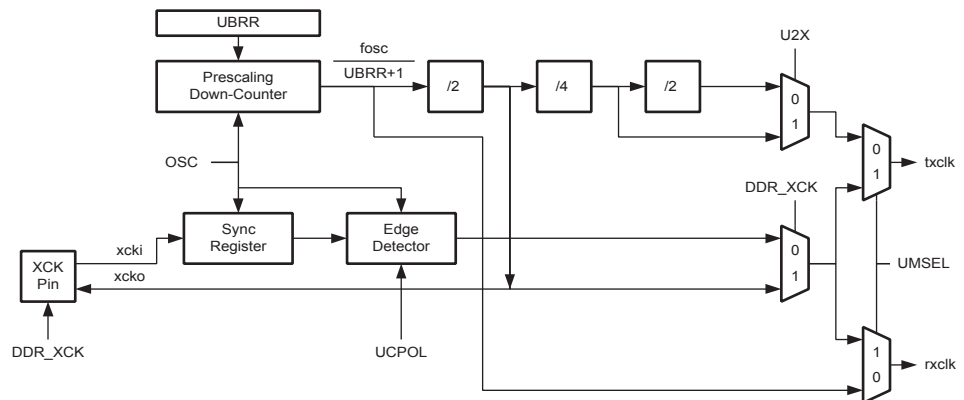 UBRR
U2X
fosc
UBRR+1
Prescaling
Down-Counter
/2
/4
/2
0
1
OSC
0
1
txclk
DDR_XCK
Sync
Register
Edge
Detector
xcki
0
1
UMSEL
XCK
Pin
xcko
DDR_XCK
UCPOL
1
0
rxclk